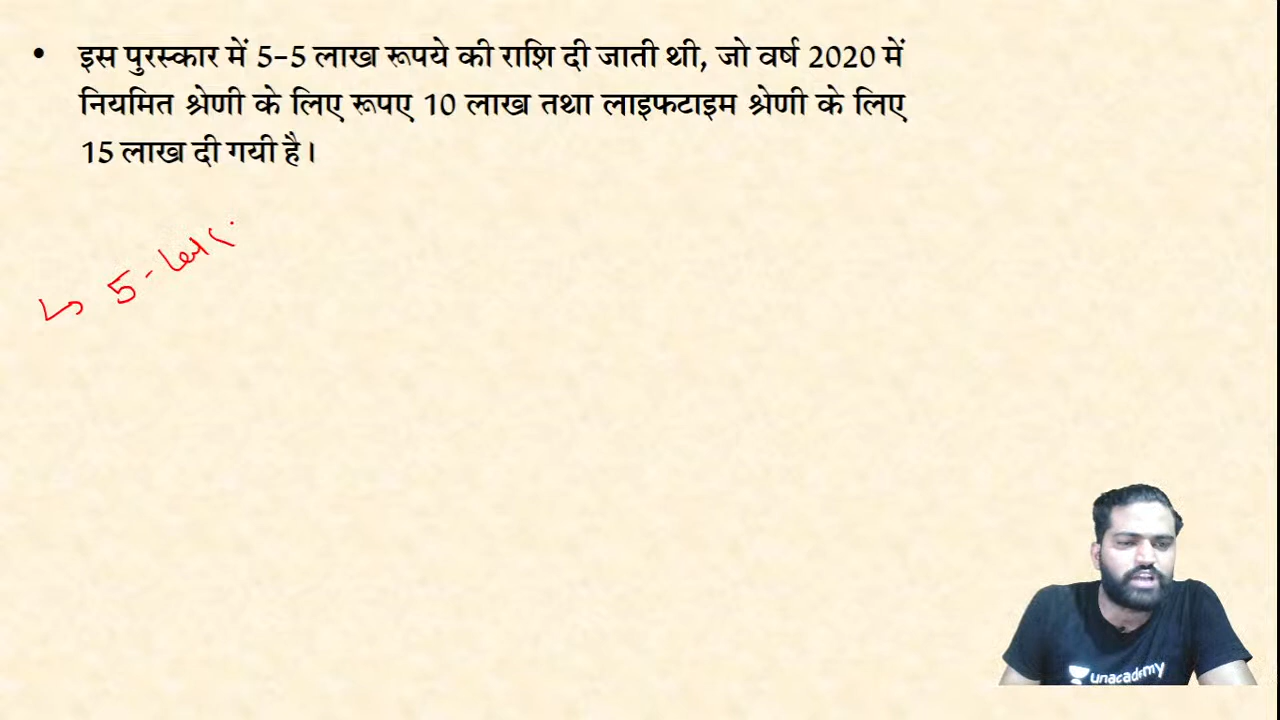 • इस पुरस्कार में 5-5 लाख रूपये की राशि दी जाती थी, जो वर्ष 2020 में
नियमित श्रेणी के लिए रूपए 10 लाख तथा लाइफटाइम श्रेणी के लिए
15 लाख दी गयी है।
5 -
unacademy